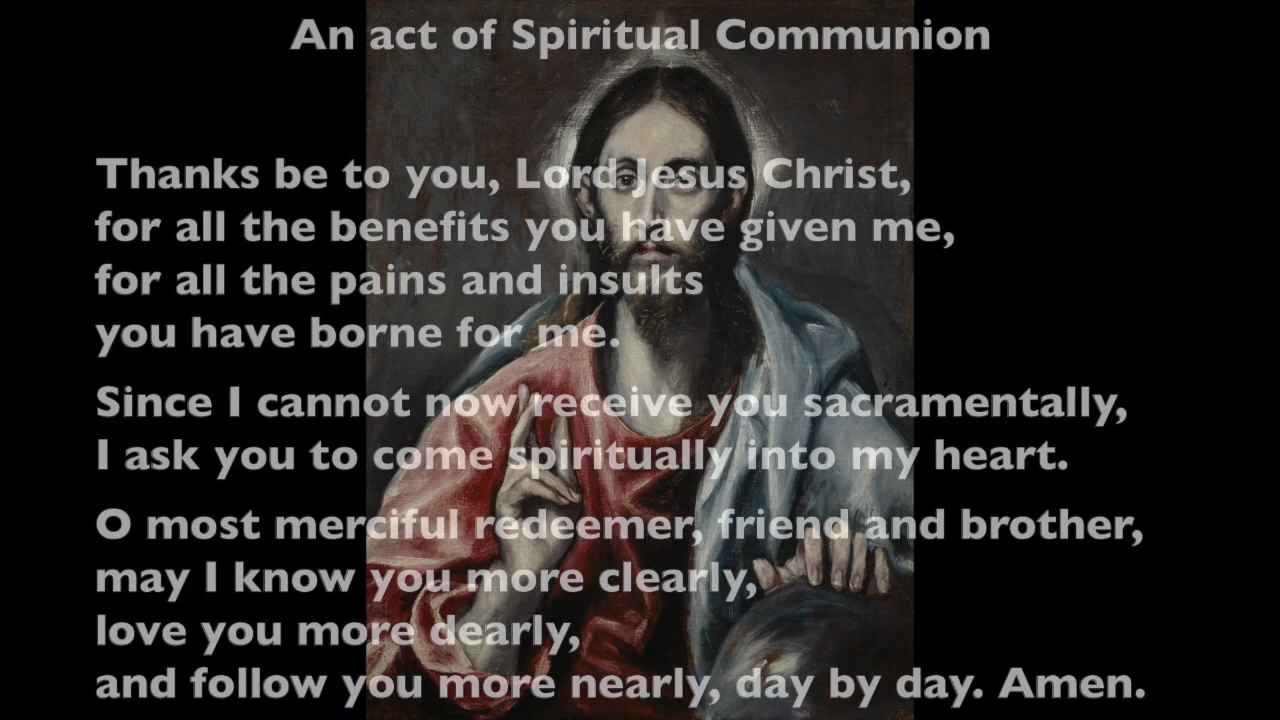 An act of Spiritual Communion
Thanks be to you, Lord Jesus Christ,
for all the benefits you have given me,
for all the pains and insults
you have borne for me.
Since I cannot now receive you sacramentally,
I ask you to come spiritually into my heart.
O most merciful redeemer, friend and brother,
may I know you more clearly,
love you more dearly,
and follow you more nearly, day by day. Amen.